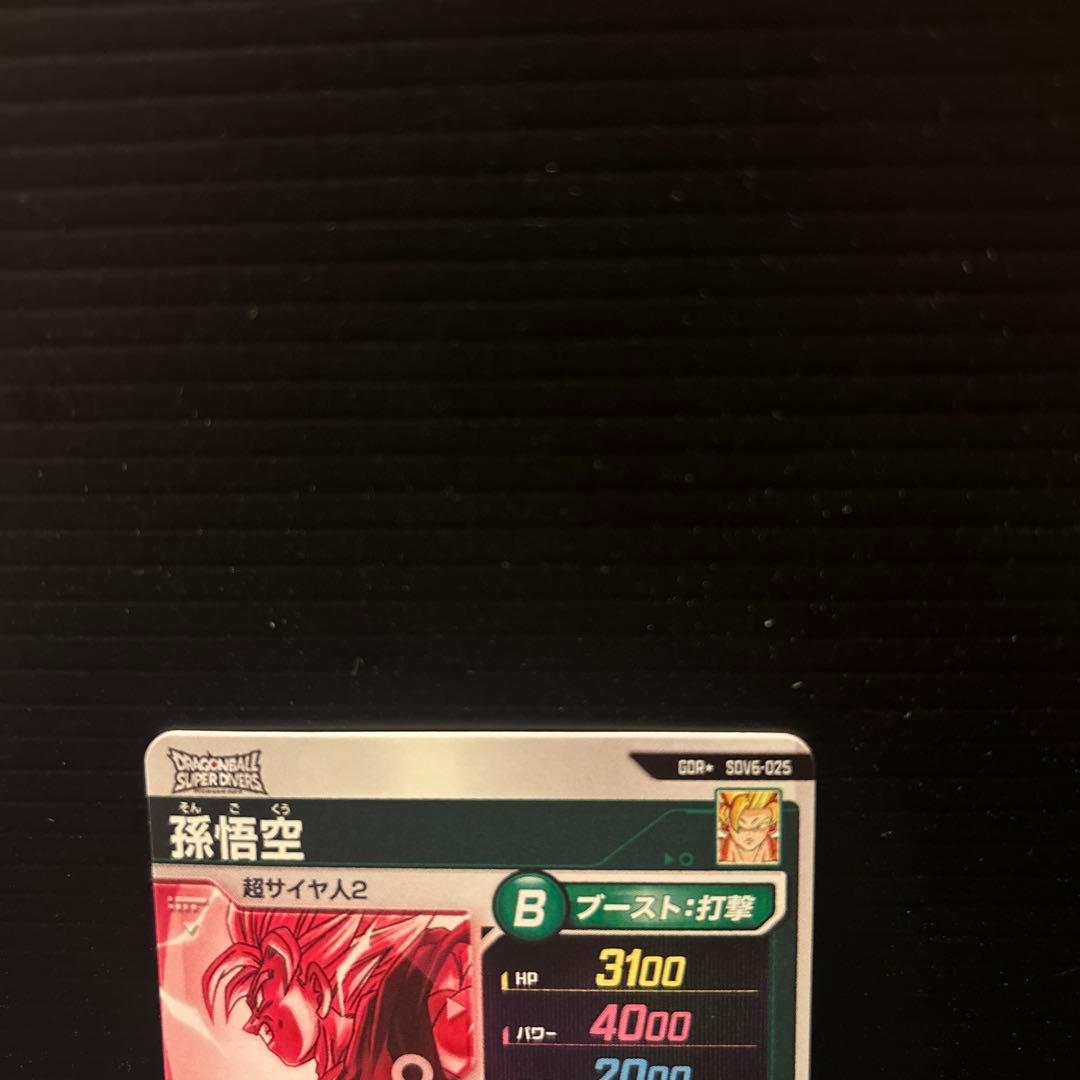 DRAGONBALL
SUPER DIVERS
GDR★ SDV6-025
そん ご くう
孫悟空
超サイヤ人2
B ブースト:打撃
HP 3100
パワー 4000
2000